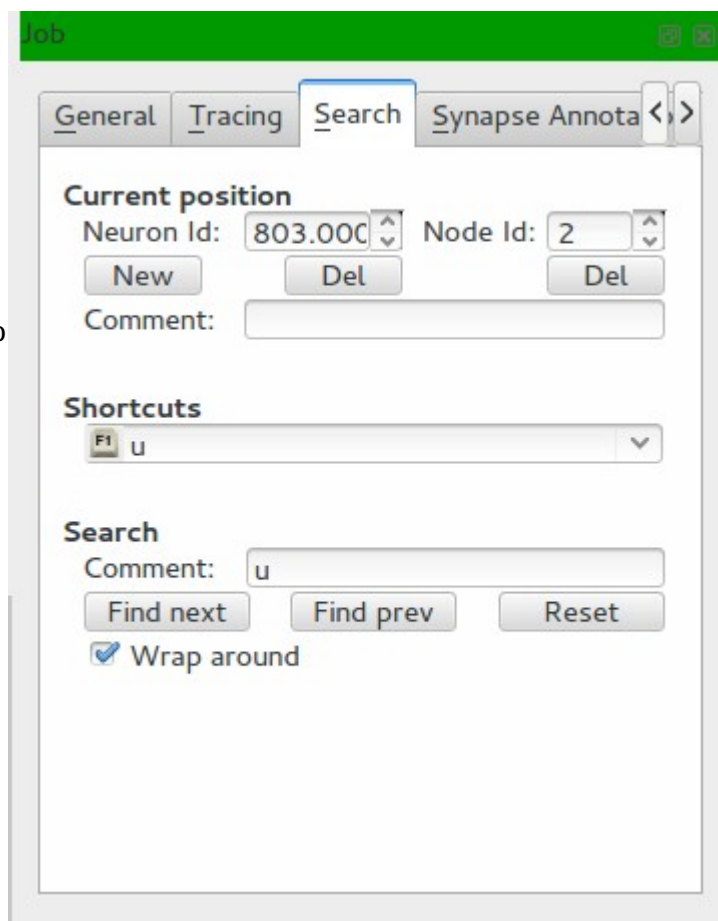 Job
General Tracing Search Synapse Annota
Current position
Neuron Id: 803.000 Node Id: 2
New Del Del
Comment:
Shortcuts
F1 u
Search
Comment: u
Find next Find prev Reset
Wrap around